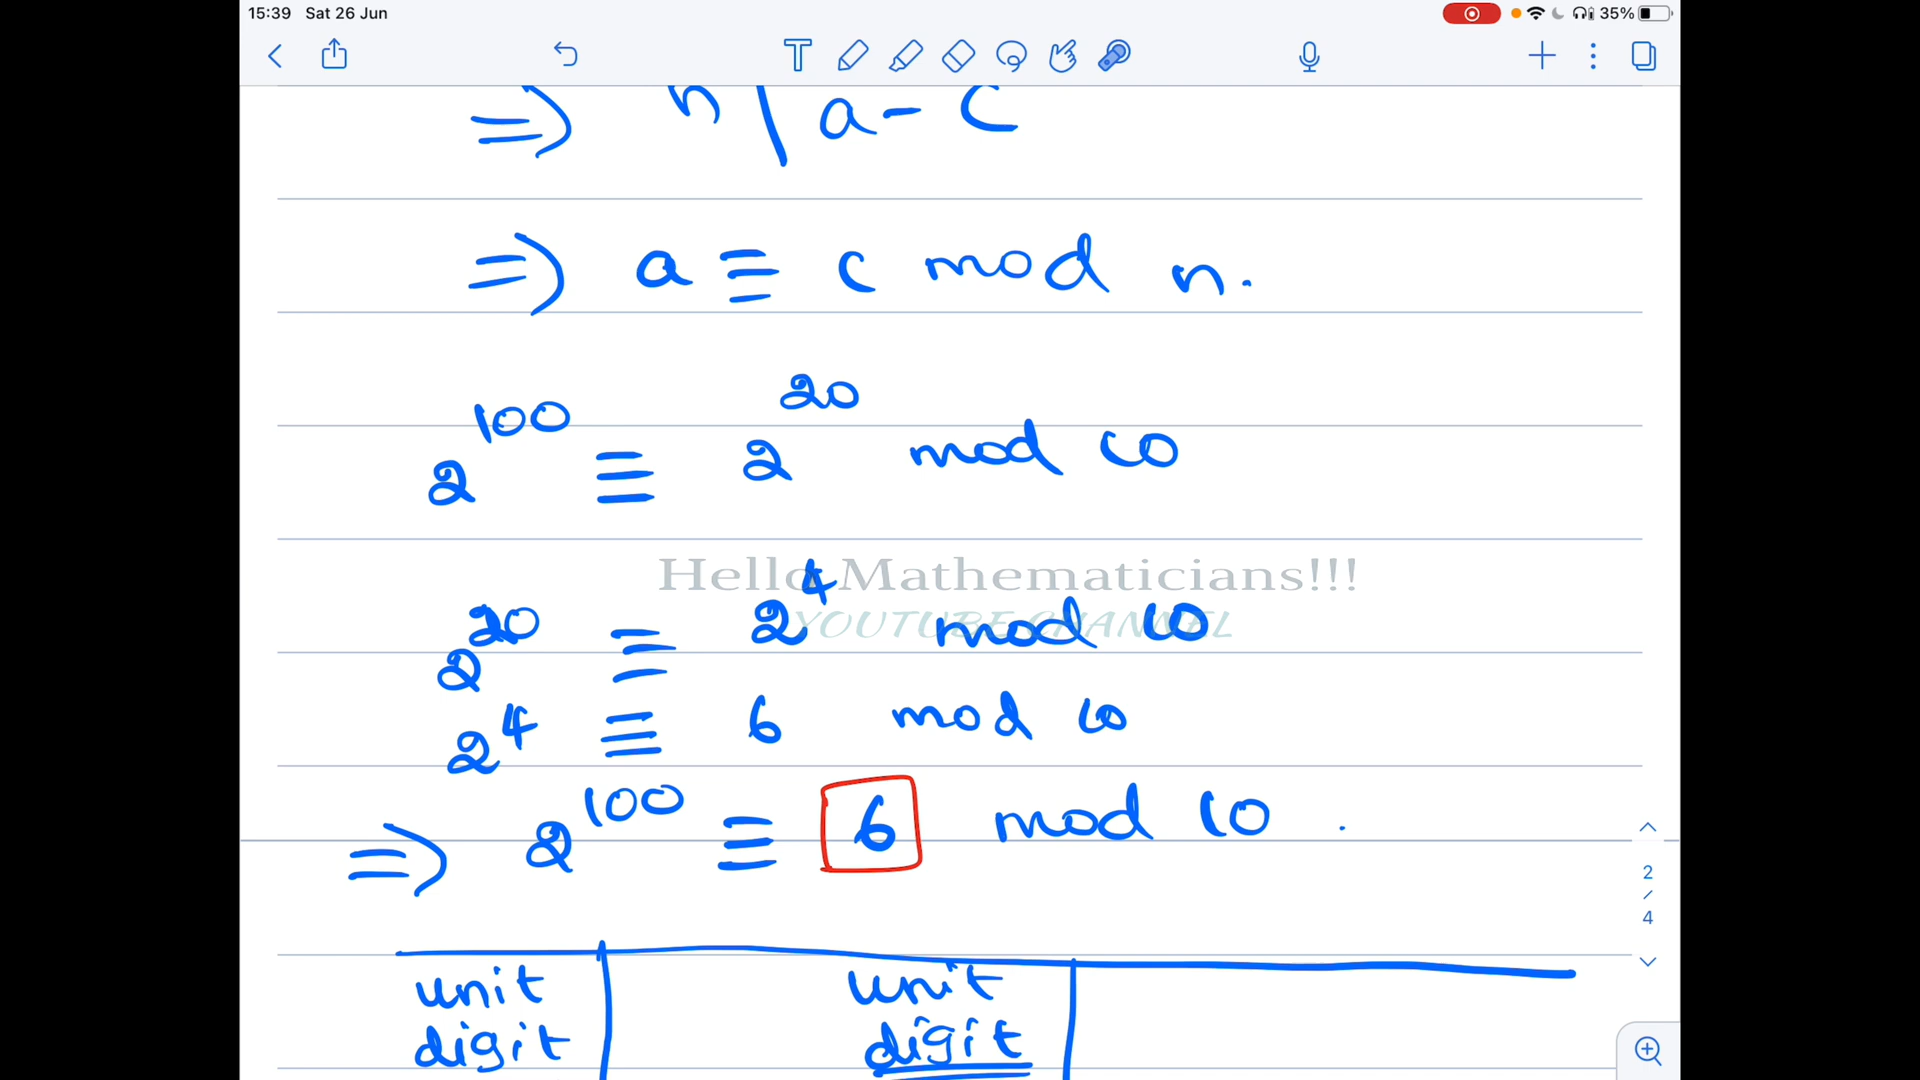 15:39 Sat 26 Jun 35%
⇒ n | a - c
⇒ a ≡ c mod n.
2^100 ≡ 2^20 mod 10
Hello Mathematicians!!!
YOUTUBE CHANNEL
2^20 ≡ 2^4 mod 10
2^4 ≡ 6 mod 10
⇒ 2^100 ≡ 6 mod 10 .
2
/
4
unit unit
digit digit